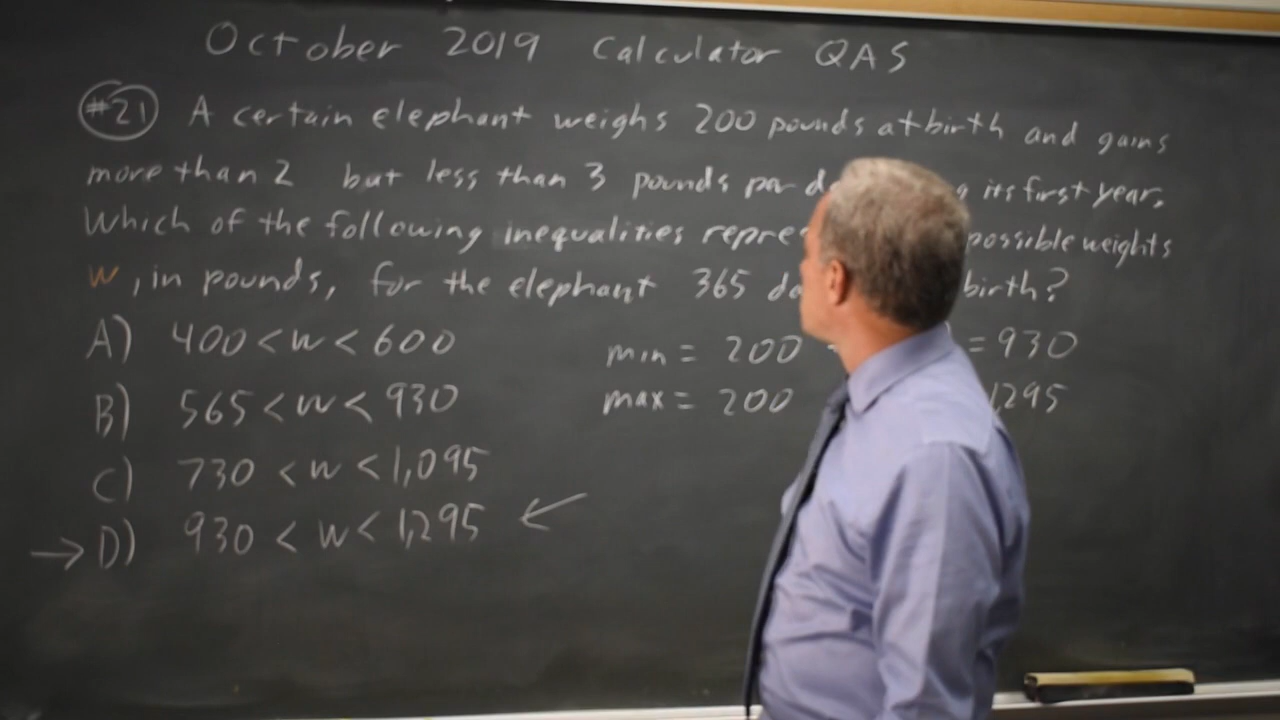 October 2019 Calculator QAS
#21 A certain elephant weighs 200 pounds at birth and gains
more than 2 but less than 3 pounds per its first year.
Which of the following inequalities possible weights
w, in pounds, for the elephant 365 birth?
A) 400 < w < 600 min = 200 = 930
B) 565 < w < 930 max = 200 1,295
C) 730 < w < 1,095
→ D) 930 < w < 1,295 ←